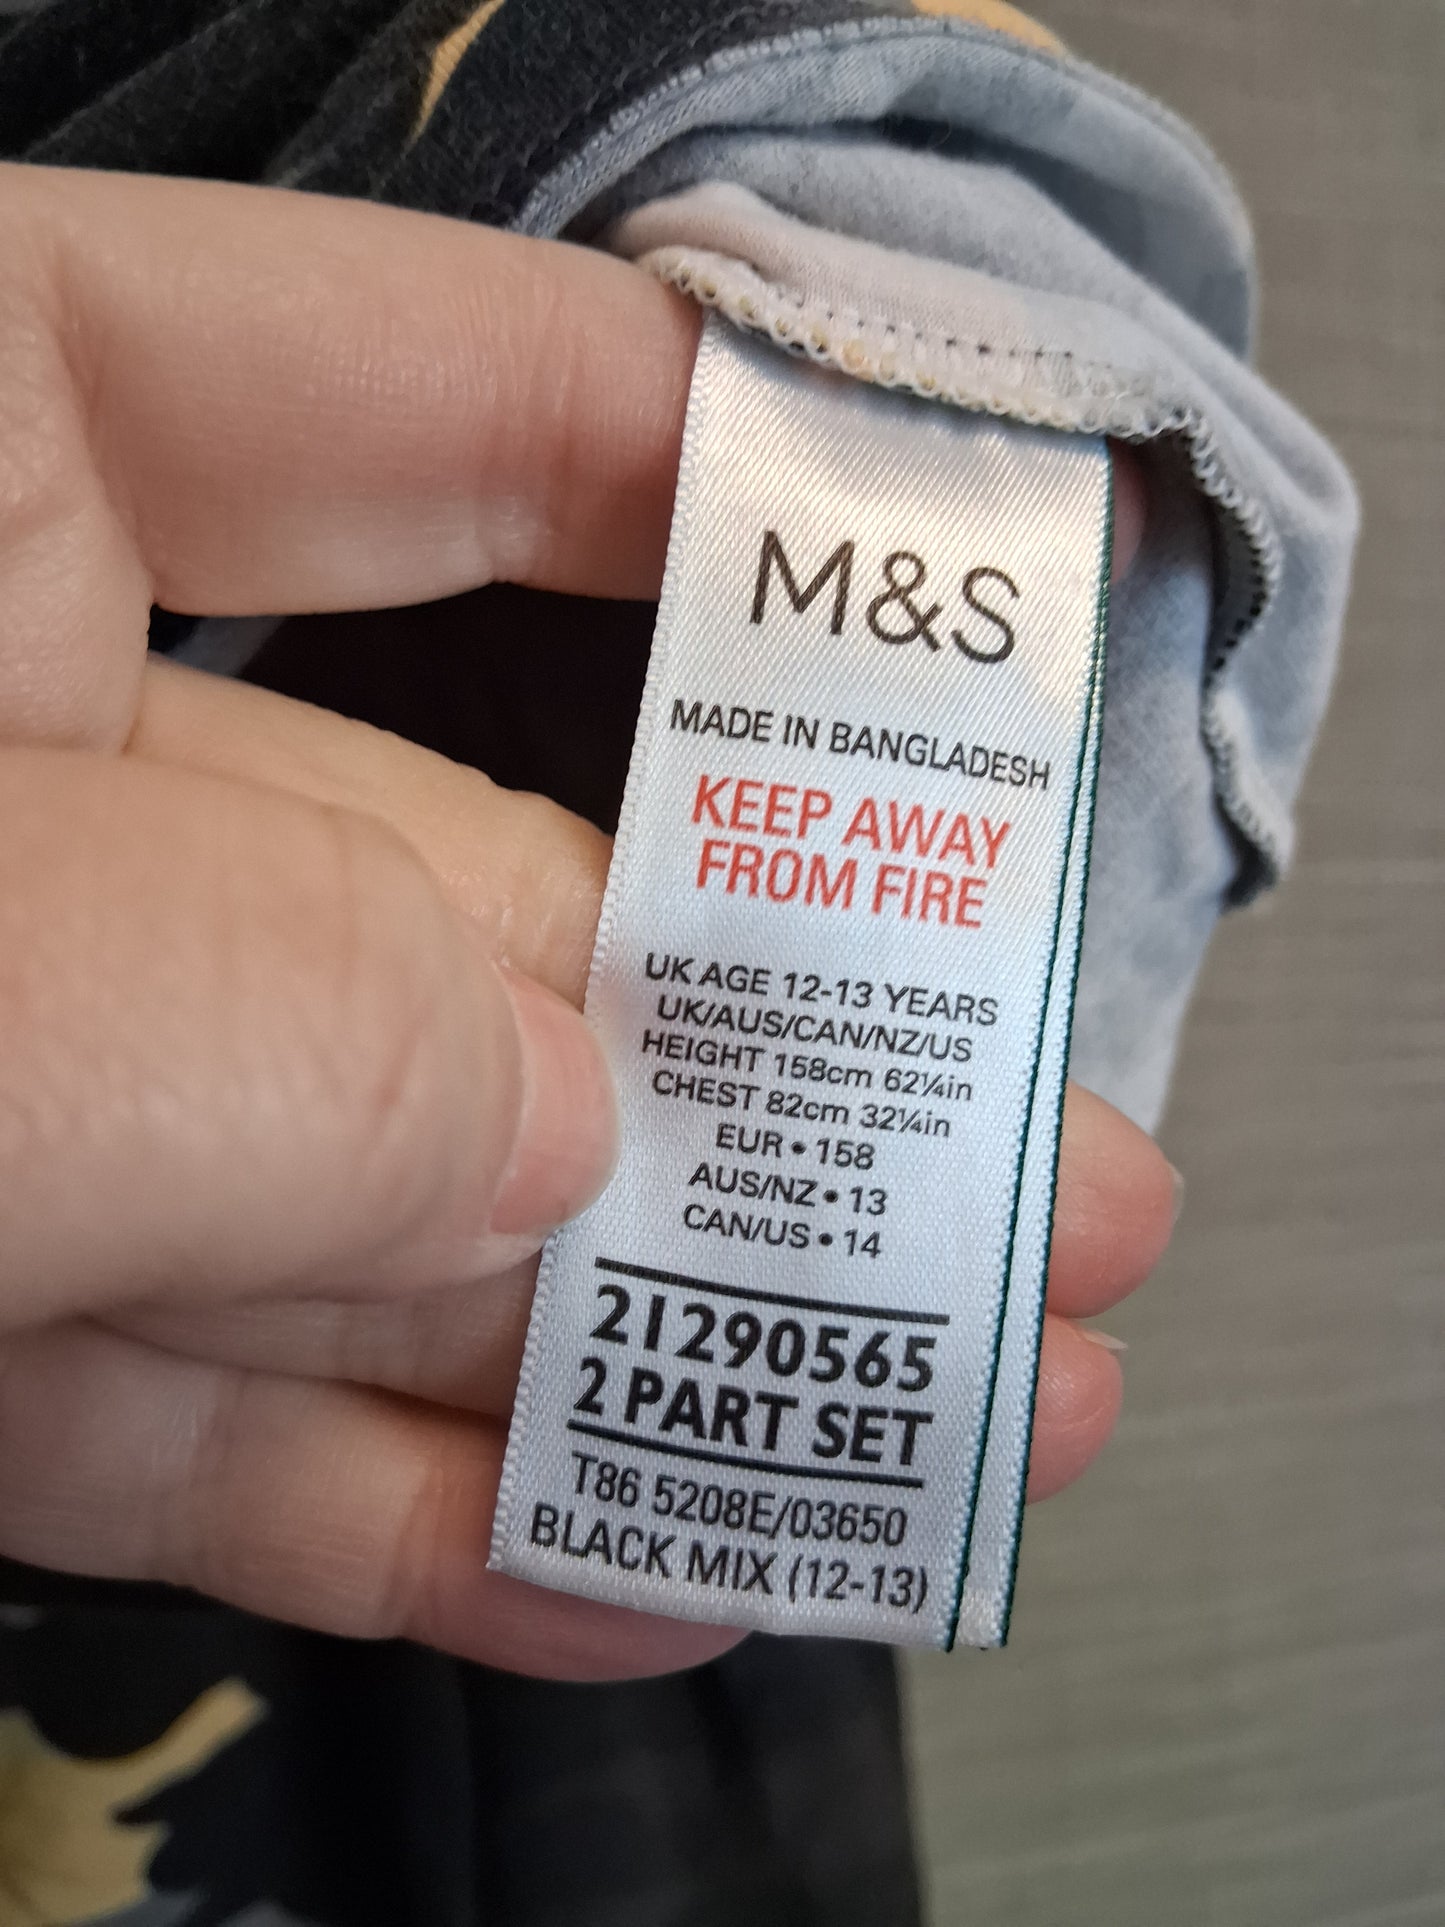 M&S
MADE IN BANGLADESH
KEEP AWAY
FROM FIRE
UK AGE 12-13 YEARS
UK/AUS/CAN/NZ/US
HEIGHT 158cm 62¼in
CHEST 82cm 32¼in
EUR • 158
AUS/NZ • 13
CAN/US • 14
21290565
2 PART SET
T86 5208E/03650
BLACK MIX (12-13)